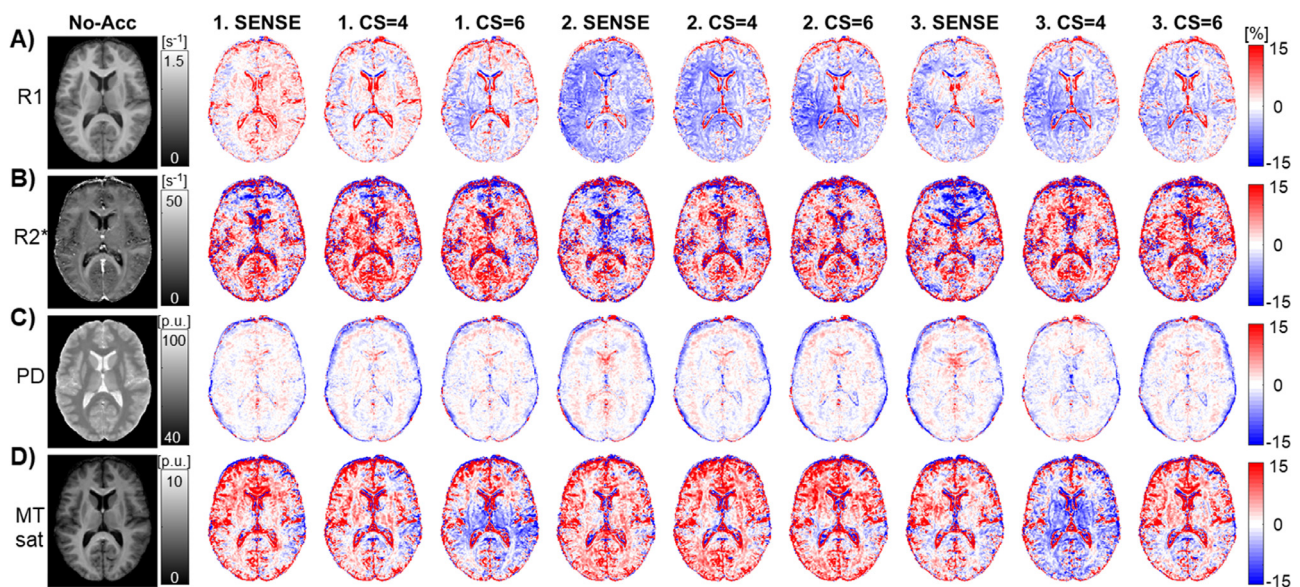 No-Acc 1. SENSE 1. CS=4 1. CS=6 2. SENSE 2. CS=4 2. CS=6 3. SENSE 3. CS=4 3. CS=6
A) [s⁻¹] [%]
1.5 15
R1 0
0 -15
B) [s⁻¹]
50 15
R2* 0
0 -15
C) [p.u.]
100 15
PD 0
40 -15
D) [p.u.]
10 15
MT 0
sat
0 -15